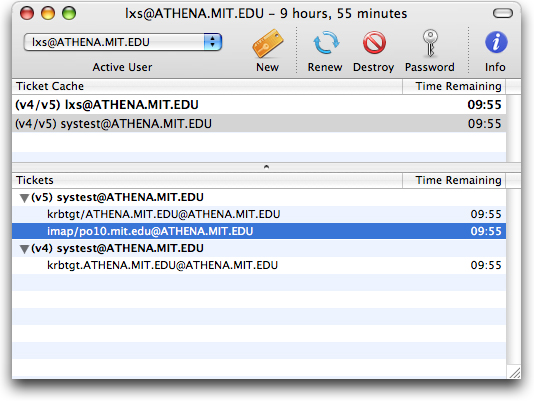 lxs@ATHENA.MIT.EDU – 9 hours, 55 minutes
lxs@ATHENA.MIT.EDU
Active User New Renew Destroy Password Info
Ticket Cache Time Remaining
(v4/v5) lxs@ATHENA.MIT.EDU 09:55
(v4/v5) systest@ATHENA.MIT.EDU 09:55
Tickets Time Remaining
(v5) systest@ATHENA.MIT.EDU
krbtgt/ATHENA.MIT.EDU@ATHENA.MIT.EDU 09:55
imap/po10.mit.edu@ATHENA.MIT.EDU 09:55
(v4) systest@ATHENA.MIT.EDU
krbtgt.ATHENA.MIT.EDU@ATHENA.MIT.EDU 09:55